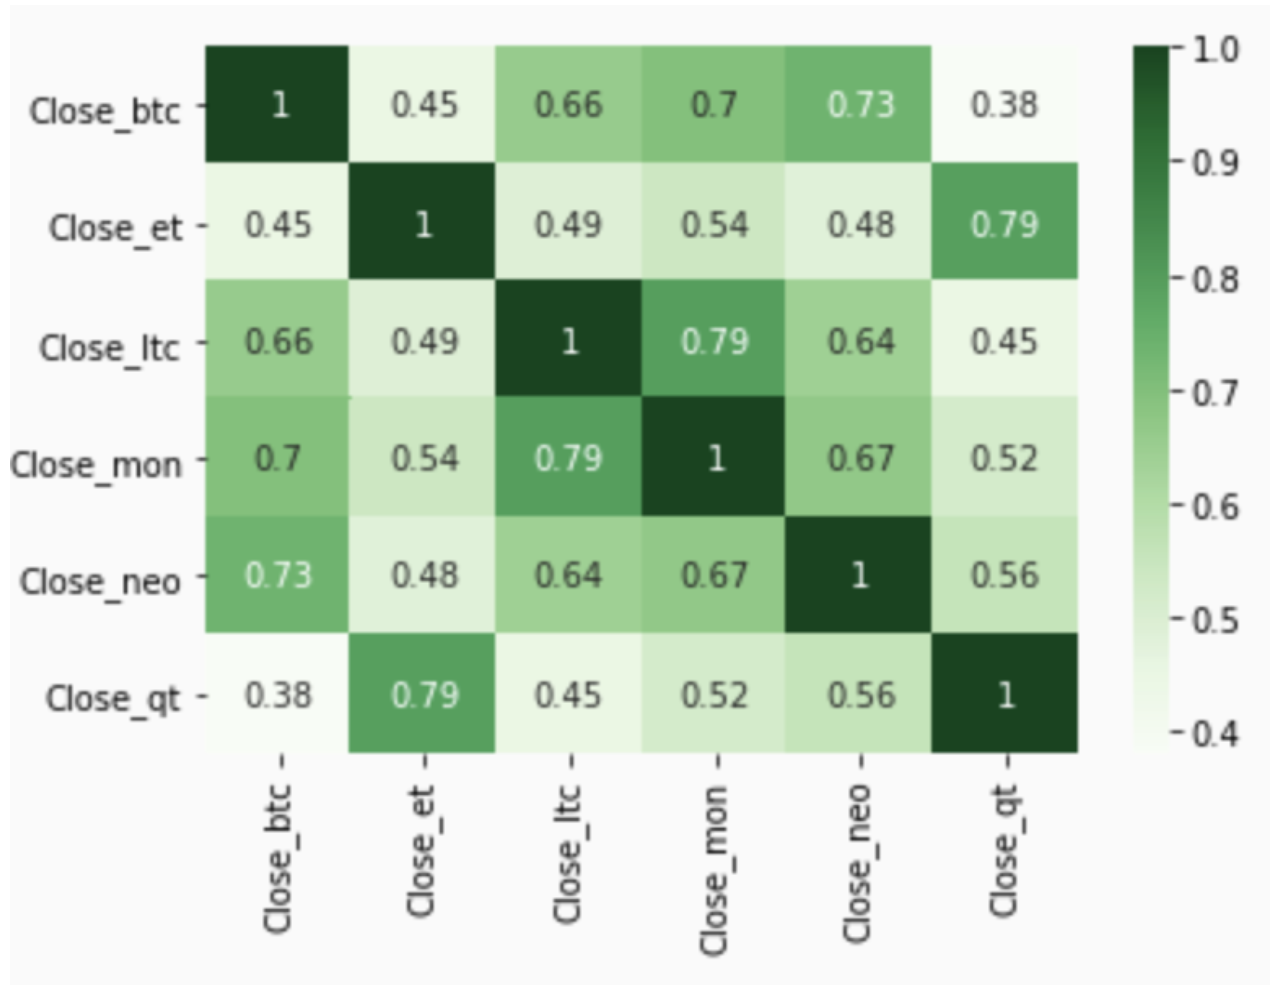 Close_btc 1 0.45 0.66 0.7 0.73 0.38
Close_et 0.45 1 0.49 0.54 0.48 0.79
Close_ltc 0.66 0.49 1 0.79 0.64 0.45
Close_mon 0.7 0.54 0.79 1 0.67 0.52
Close_neo 0.73 0.48 0.64 0.67 1 0.56
Close_qt 0.38 0.79 0.45 0.52 0.56 1
Close_btc Close_et Close_ltc Close_mon Close_neo Close_qt
1.0
0.9
0.8
0.7
0.6
0.5
0.4